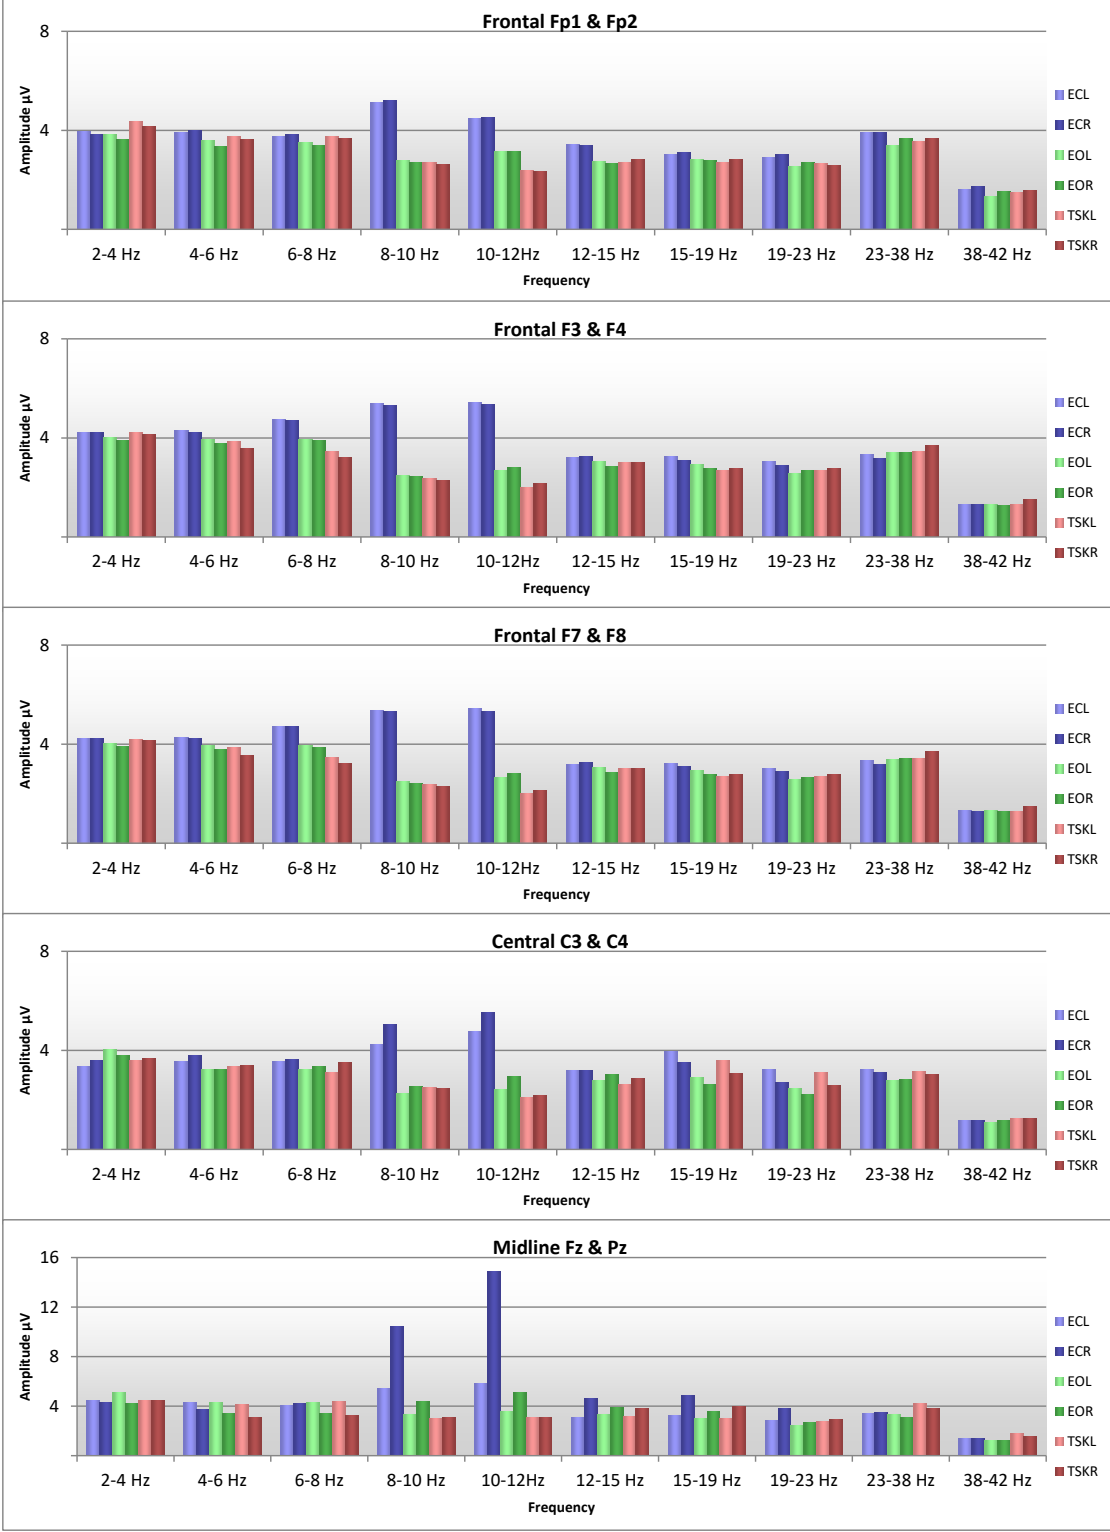 Frontal Fp1 & Fp2
8
4
Amplitude µV
2-4 Hz 4-6 Hz 6-8 Hz 8-10 Hz 10-12Hz 12-15 Hz 15-19 Hz 19-23 Hz 23-38 Hz 38-42 Hz
Frequency
ECL
ECR
EOL
EOR
TSKL
TSKR
Frontal F3 & F4
8
4
Amplitude µV
2-4 Hz 4-6 Hz 6-8 Hz 8-10 Hz 10-12Hz 12-15 Hz 15-19 Hz 19-23 Hz 23-38 Hz 38-42 Hz
Frequency
ECL
ECR
EOL
EOR
TSKL
TSKR
Frontal F7 & F8
8
4
Amplitude µV
2-4 Hz 4-6 Hz 6-8 Hz 8-10 Hz 10-12Hz 12-15 Hz 15-19 Hz 19-23 Hz 23-38 Hz 38-42 Hz
Frequency
ECL
ECR
EOL
EOR
TSKL
TSKR
Central C3 & C4
8
4
Amplitude µV
2-4 Hz 4-6 Hz 6-8 Hz 8-10 Hz 10-12Hz 12-15 Hz 15-19 Hz 19-23 Hz 23-38 Hz 38-42 Hz
Frequency
ECL
ECR
EOL
EOR
TSKL
TSKR
Midline Fz & Pz
16
12
8
4
Amplitude µV
2-4 Hz 4-6 Hz 6-8 Hz 8-10 Hz 10-12Hz 12-15 Hz 15-19 Hz 19-23 Hz 23-38 Hz 38-42 Hz
Frequency
ECL
ECR
EOL
EOR
TSKL
TSKR